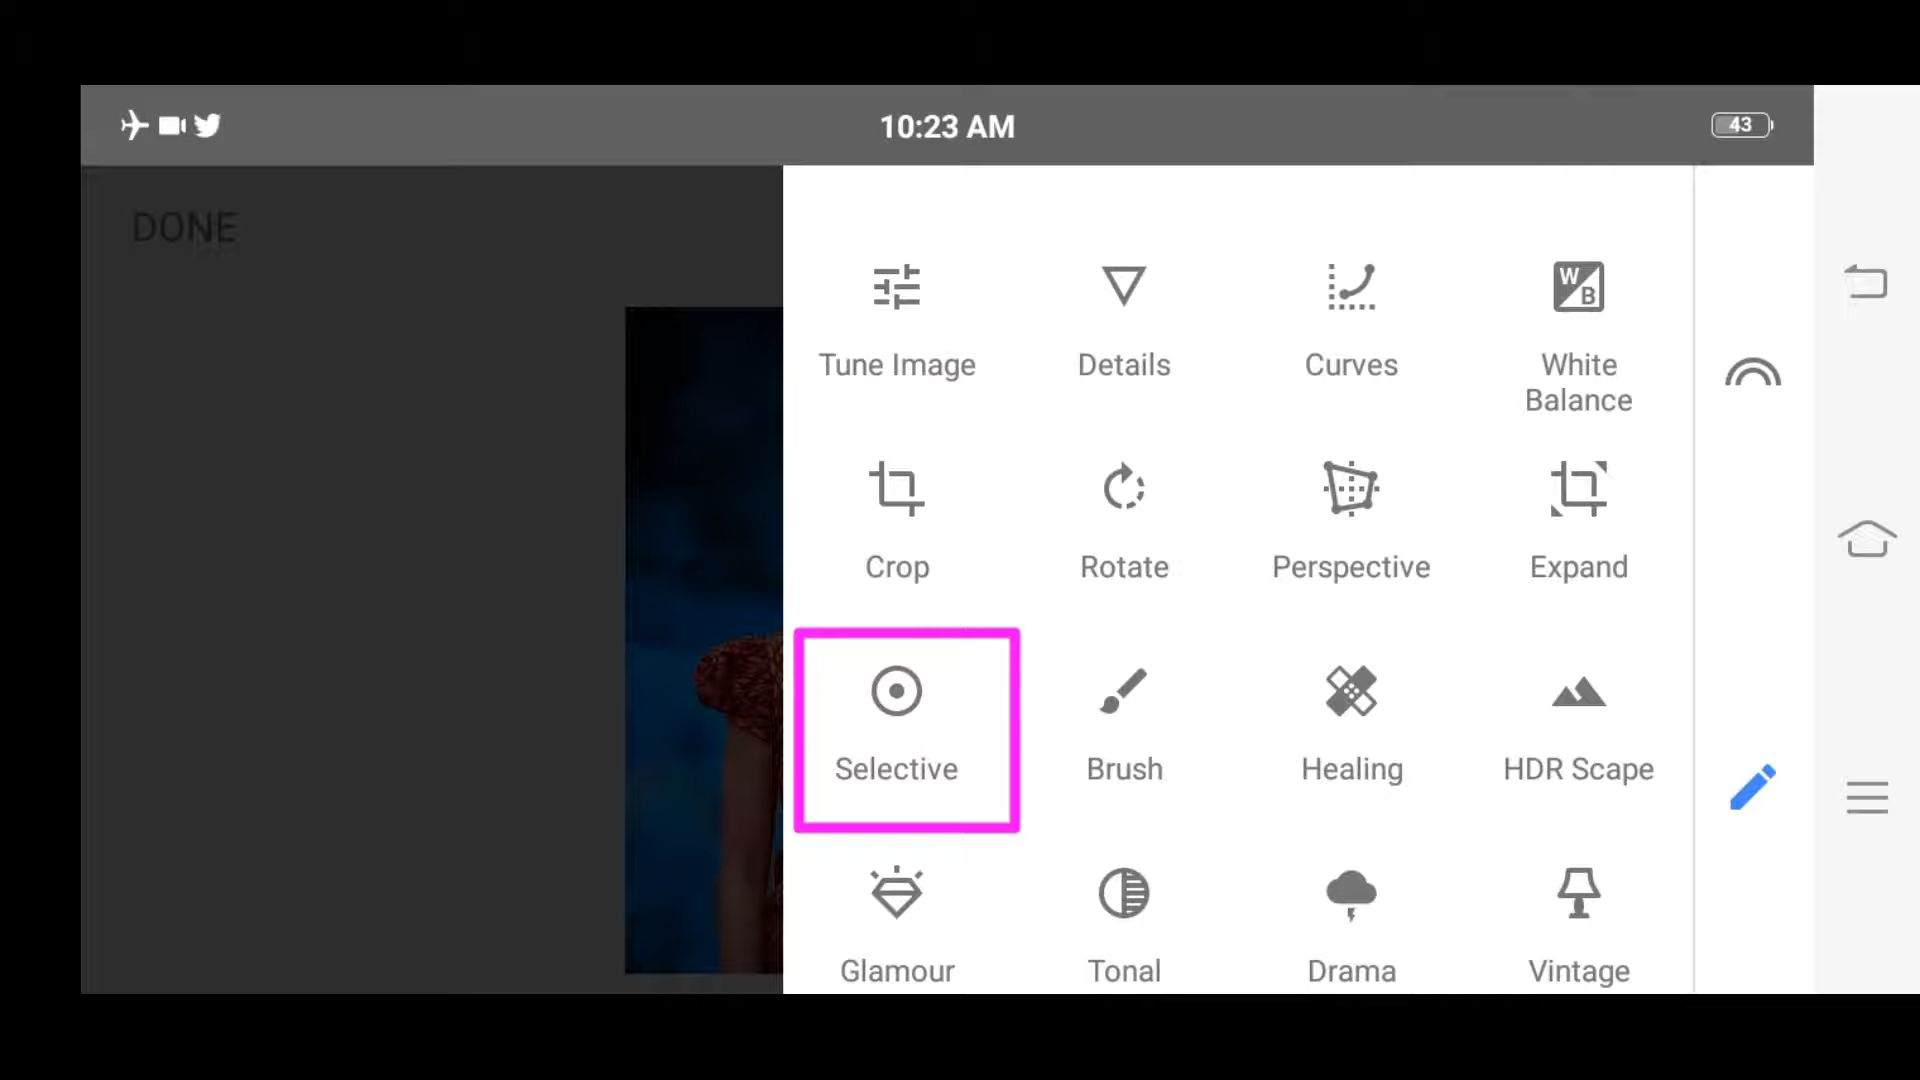 10:23 AM
43
DONE
Tune Image
Details
Curves
W
B
White
Balance
Crop
Rotate
Perspective
Expand
Selective
Brush
Healing
HDR Scape
Glamour
Tonal
Drama
Vintage